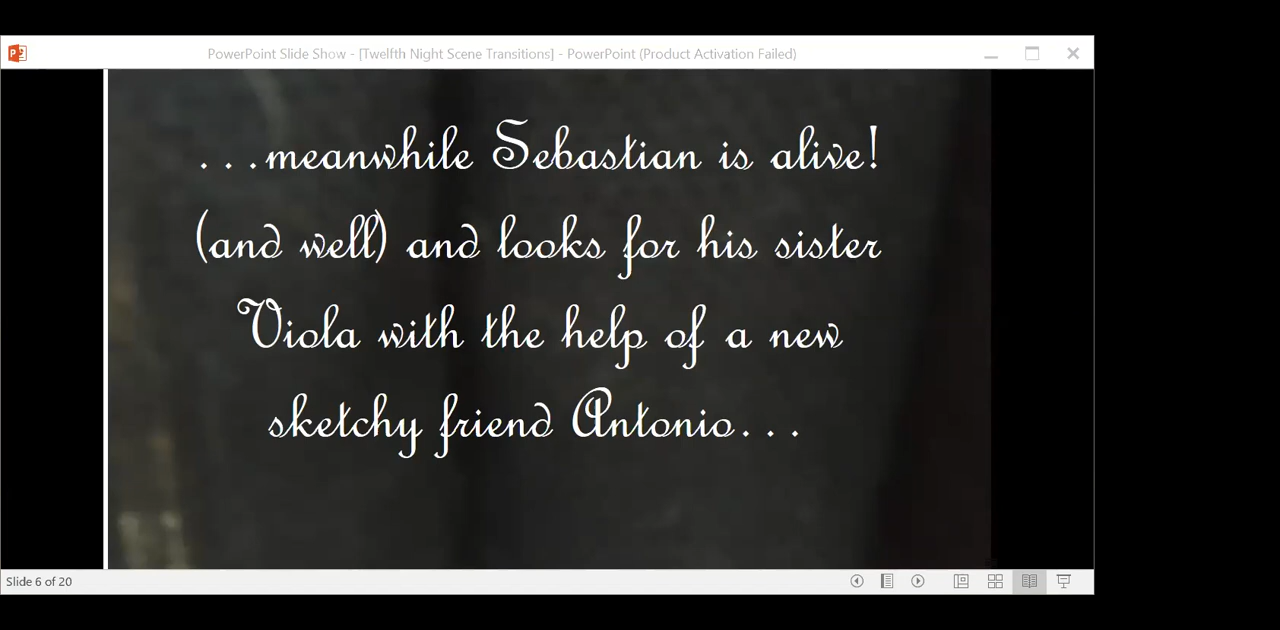 PowerPoint Slide Show - [Twelfth Night Scene Transitions] - PowerPoint (Product Activation Failed)
...meanwhile Sebastian is alive!
(and well) and looks for his sister
Viola with the help of a new
sketchy friend Antonio...
Slide 6 of 20